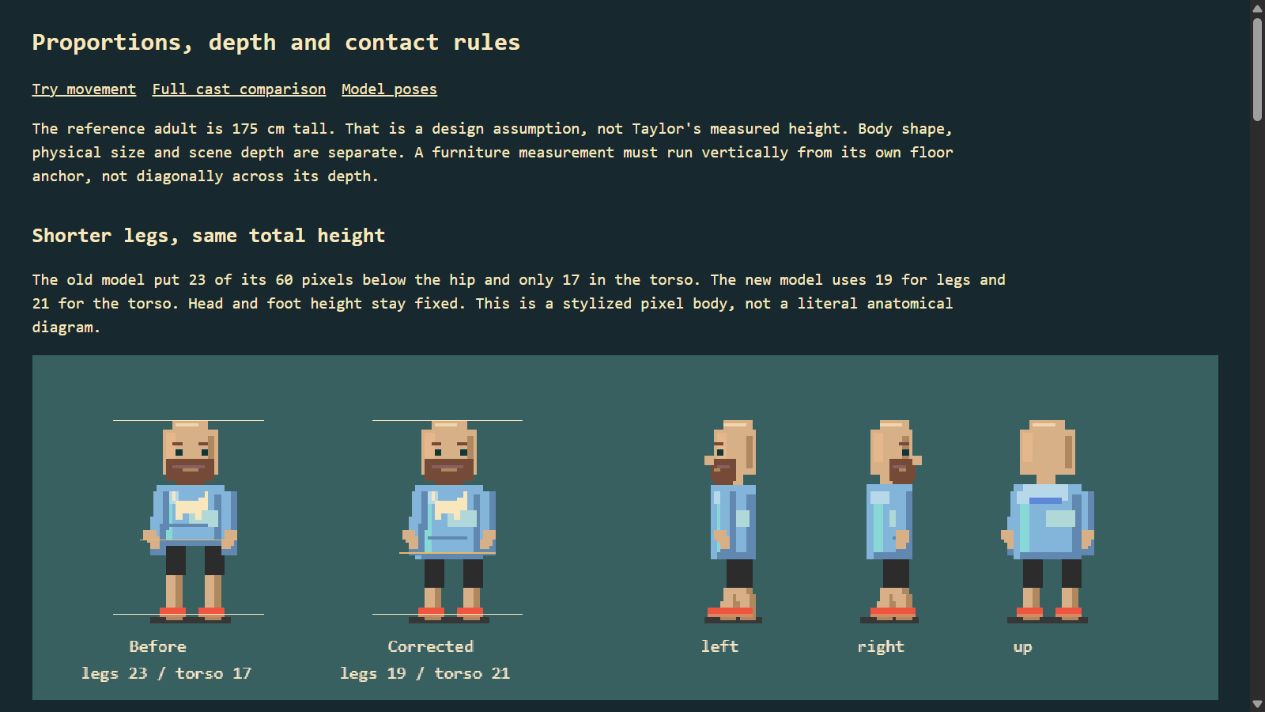 Proportions, depth and contact rules
Try movement Full cast comparison Model poses
The reference adult is 175 cm tall. That is a design assumption, not Taylor's measured height. Body shape,
physical size and scene depth are separate. A furniture measurement must run vertically from its own floor
anchor, not diagonally across its depth.
Shorter legs, same total height
The old model put 23 of its 60 pixels below the hip and only 17 in the torso. The new model uses 19 for legs and
21 for the torso. Head and foot height stay fixed. This is a stylized pixel body, not a literal anatomical
diagram.
Before Corrected left right up
legs 23 / torso 17 legs 19 / torso 21